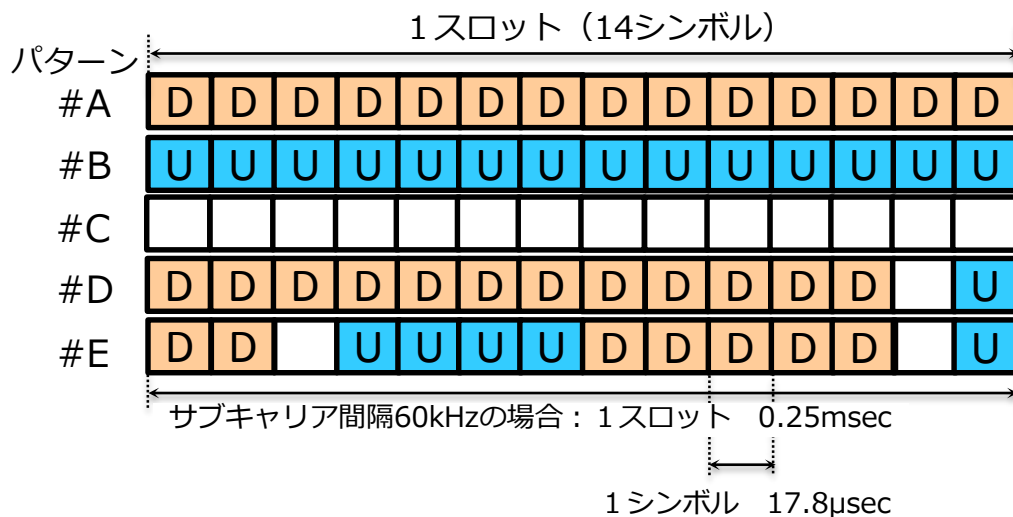 1スロット（14シンボル）
パターン
#A D D D D D D D D D D D D D D
#B U U U U U U U U U U U U U U
#C
#D D D D D D D D D D D D D U
#E D D U U U U D D D D D U
サブキャリア間隔60kHzの場合：1スロット 0.25msec
1シンボル 17.8μsec